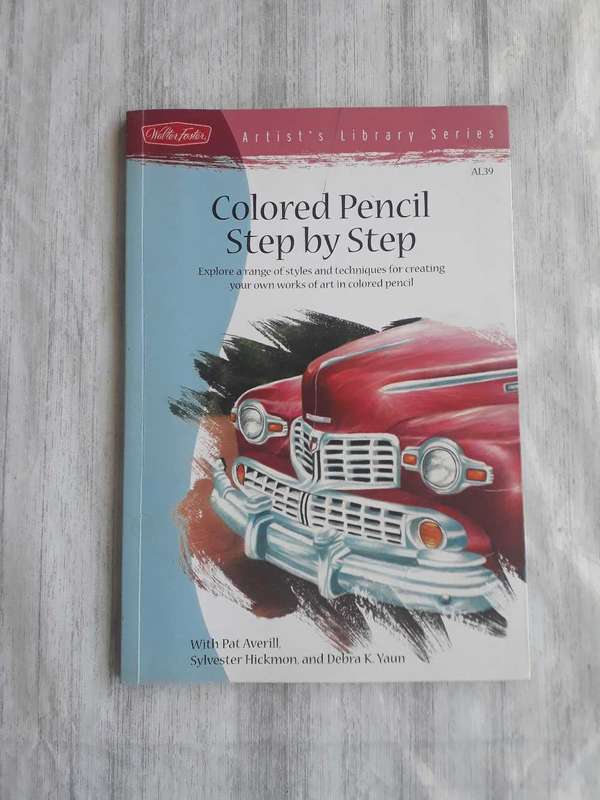 Walter Foster
Artist's Library Series
AL39
Colored Pencil
Step by Step
Explore a range of styles and techniques for creating
your own works of art in colored pencil
With Pat Averill,
Sylvester Hickmon, and Debra K. Yaun